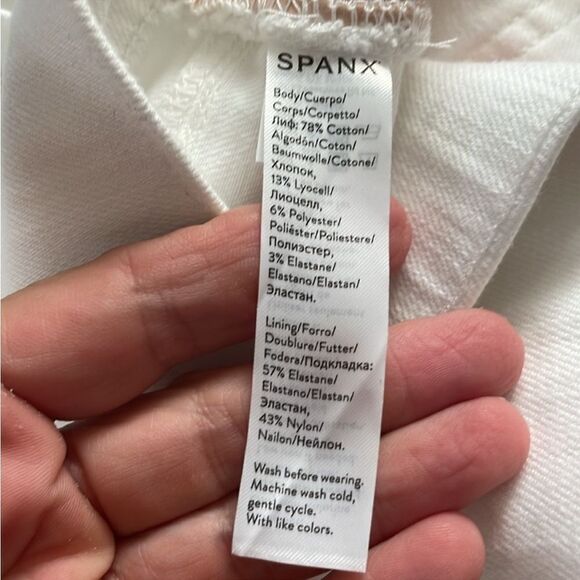 SPANX
Body/Cuerpo/
Corps/Corpetto/
Лиф: 78% Cotton/
Algodón/Coton/
Baumwolle/Cotone/
Хлопок,
13% Lyocell/
Лиоцелл,
6% Polyester/
Poliéster/Poliestere/
Полиэстер,
3% Elastane/
Elastano/Elastan/
Эластан.
Lining/Forro/
Doublure/Futter/
Fodera/Подкладка:
57% Elastane/
Elastano/Elastan/
Эластан,
43% Nylon/
Nailon/Нейлон.
Wash before wearing.
Machine wash cold,
gentle cycle.
With like colors.